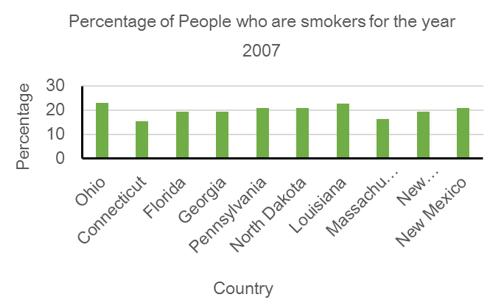 Percentage of People who are smokers for the year
2007
Percentage
30
20
10
0
Ohio
Connecticut
Florida
Georgia
Pennsylvania
North Dakota
Louisiana
Massachu…
New…
New Mexico
Country